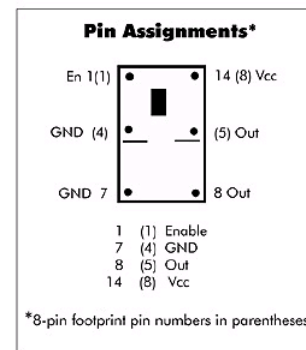 Pin Assignments*
En 1(1) 14 (8) Vcc
GND (4) (5) Out
GND 7 8 Out
1 (1) Enable
7 (4) GND
8 (5) Out
14 (8) Vcc
*8-pin footprint pin numbers in parentheses